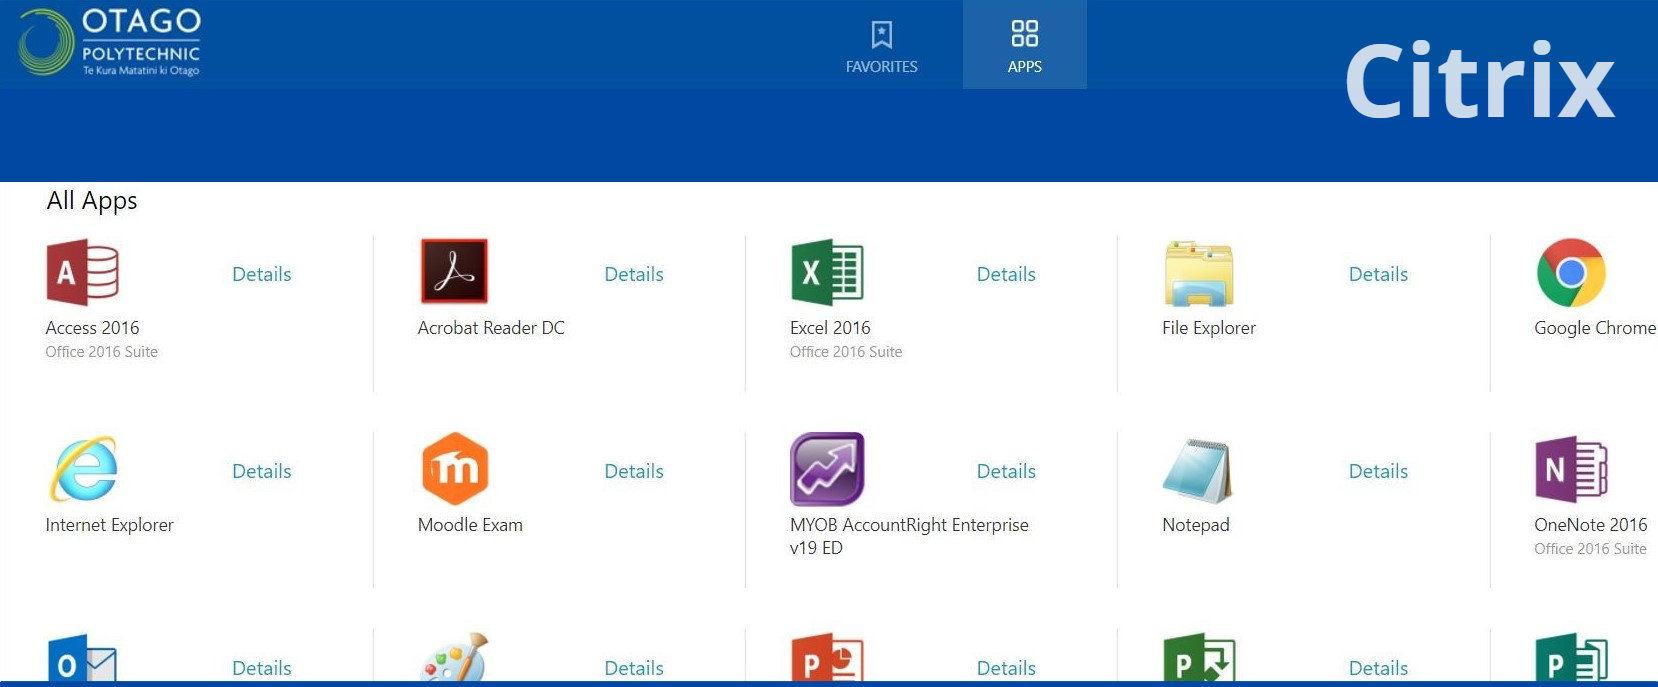 OTAGO
POLYTECHNIC
Te Kura Matatini ki Otago
FAVORITES
APPS
Citrix
All Apps
A
Details
Details
X
Details
Details
Access 2016
Office 2016 Suite
Acrobat Reader DC
Excel 2016
Office 2016 Suite
File Explorer
Google Chrome
Details
m
Details
Details
Details
N
Internet Explorer
Moodle Exam
MYOB AccountRight Enterprise
v19 ED
Notepad
OneNote 2016
Office 2016 Suite
O
Details
Details
P
Details
P
Details
P